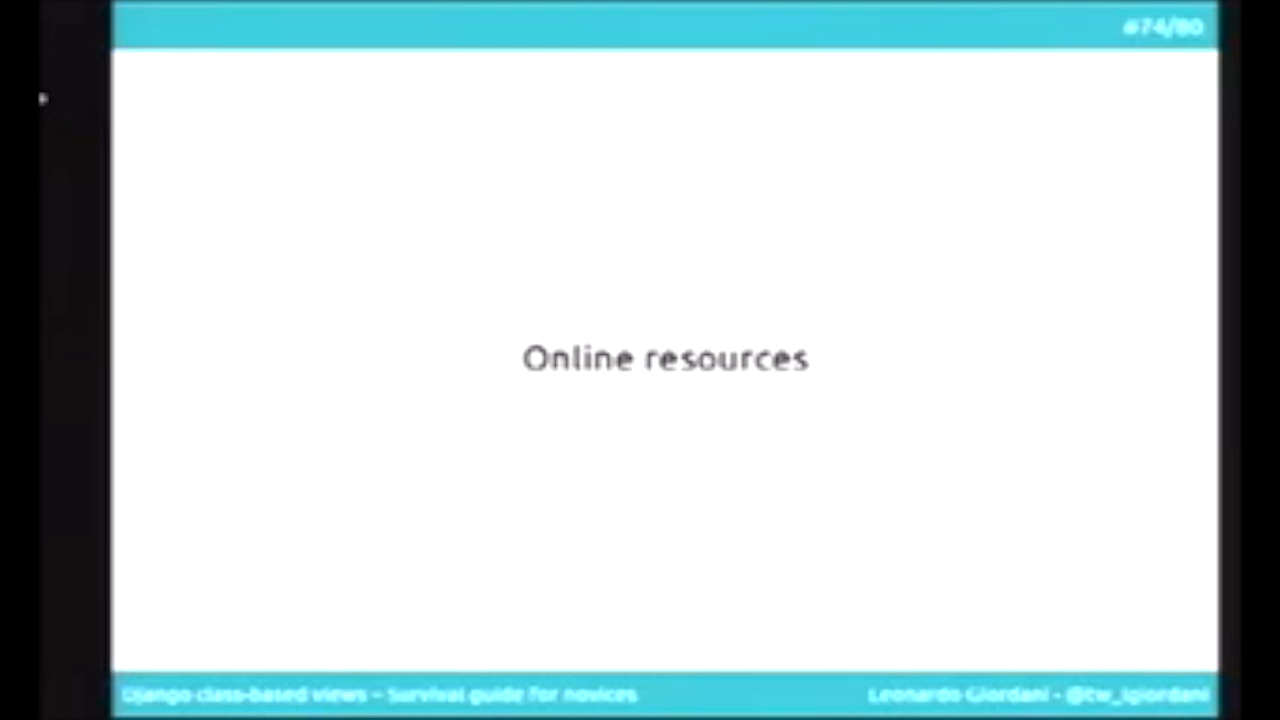 #74/80
Online resources
Django class-based views – Survival guide for novices
Leonardo Giordani - @tw_lgiordani